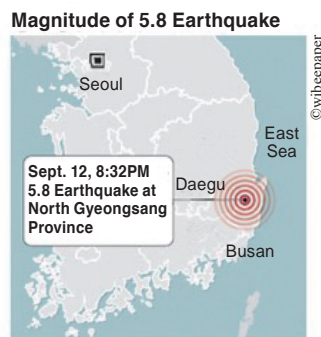 Magnitude of 5.8 Earthquake
©wibeepaper
Seoul
East
Sea
Sept. 12, 8:32PM
5.8 Earthquake at
North Gyeongsang
Province
Daegu
Busan